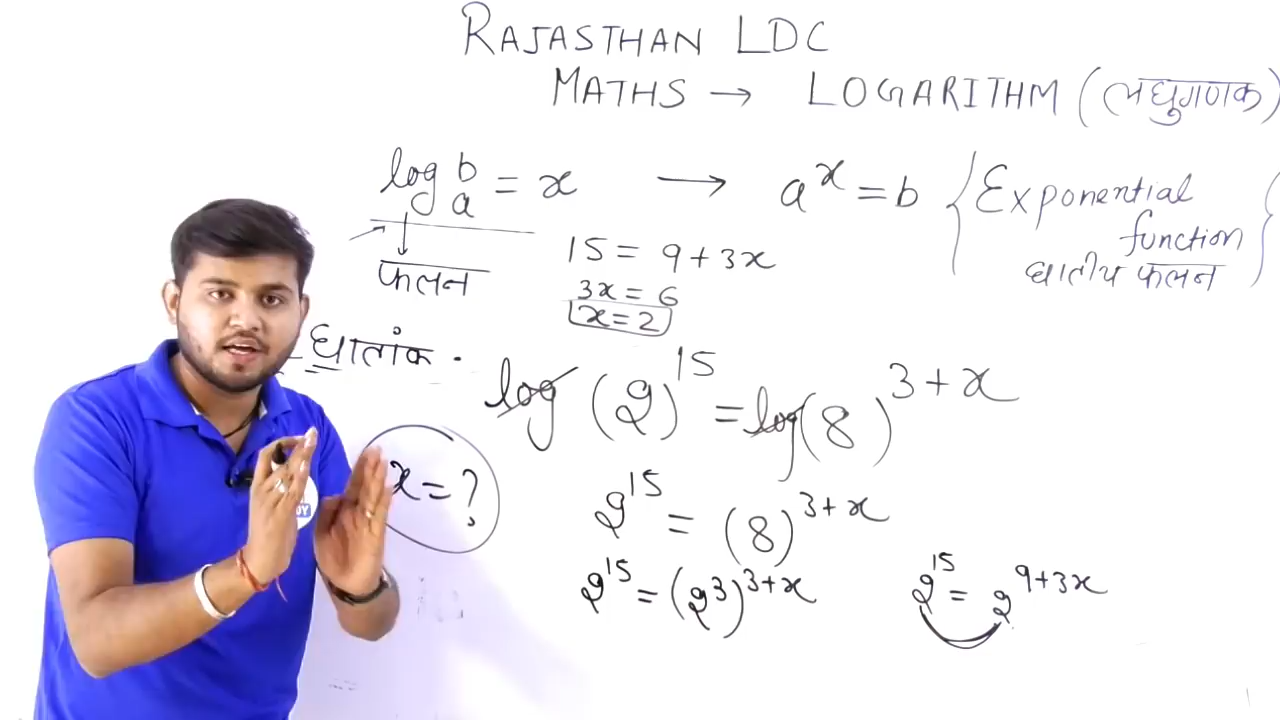 RAJASTHAN LDC
MATHS → LOGARITHM (लघुगणक)
log_a b = x → a^x = b { Exponential
function
घातीय फलन }
फलन
15 = 9 + 3x
3x = 6
x = 2
घातांक .
log (2)^15 = log (8)^3+x
x = ?
2^15 = (8)^3+x
2^15 = (2^3)^3+x
2^15 = 2^9+3x